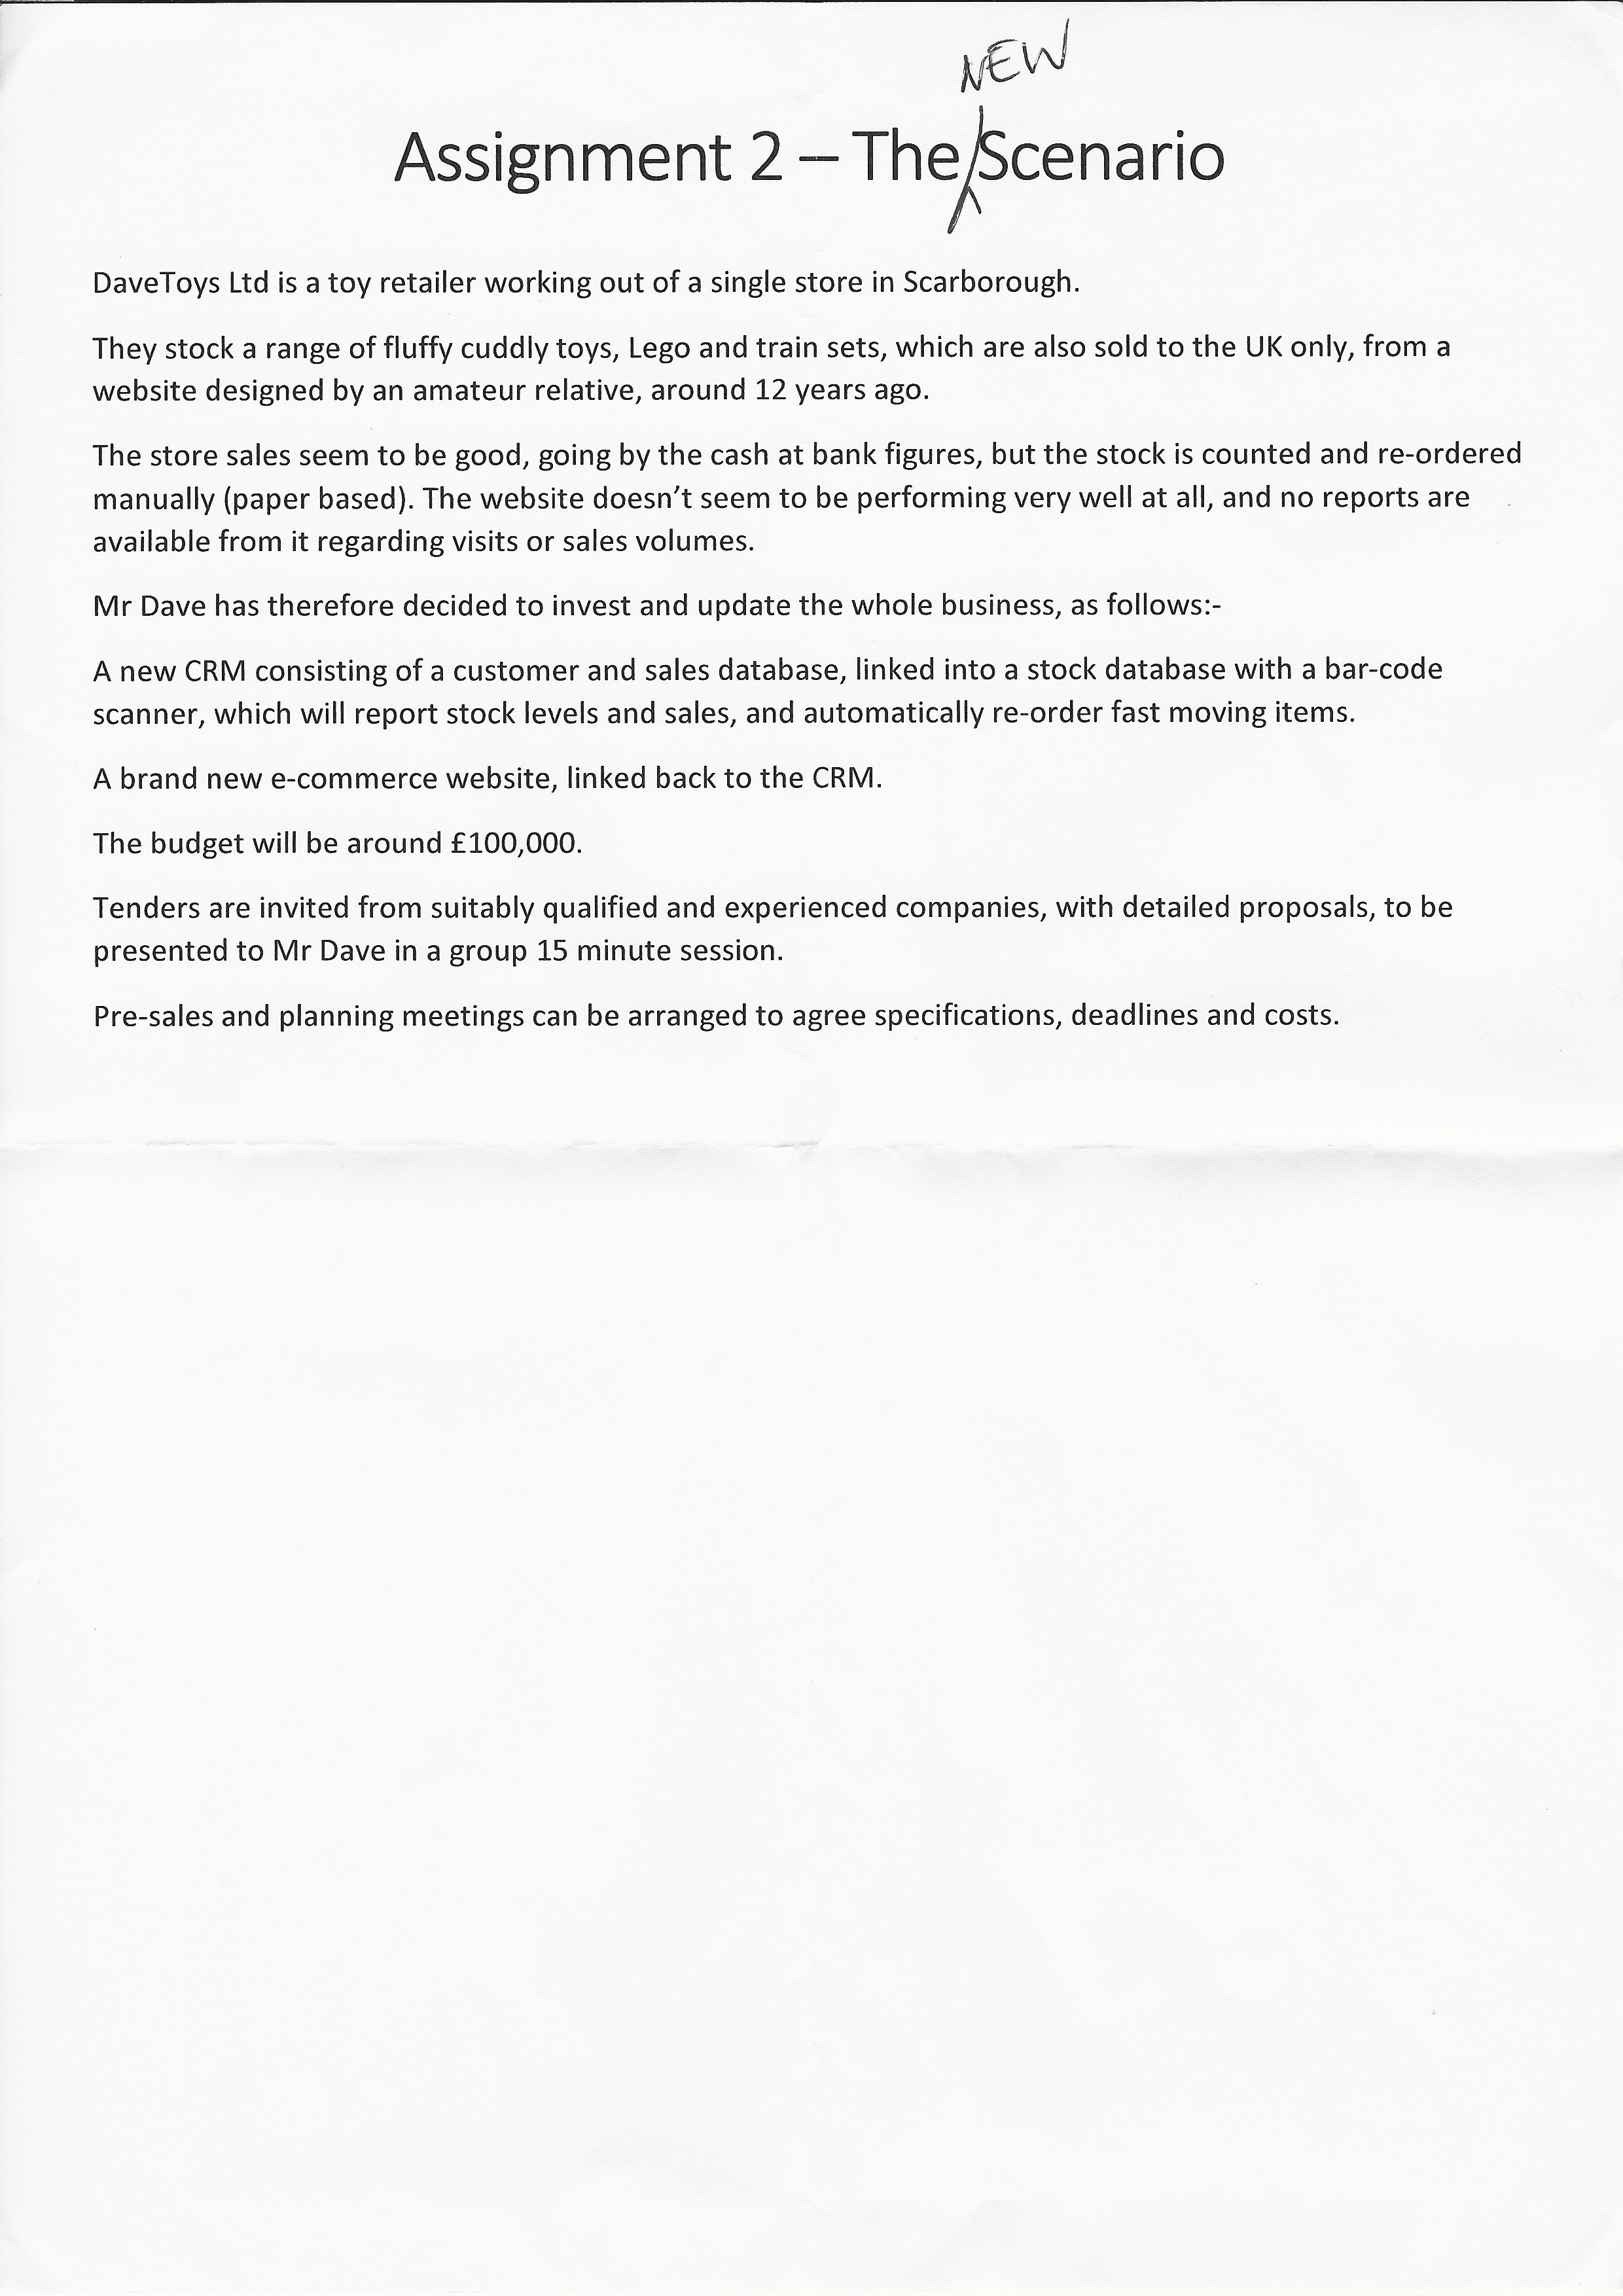 NEW
Assignment 2 – The Scenario
DaveToys Ltd is a toy retailer working out of a single store in Scarborough.
They stock a range of fluffy cuddly toys, Lego and train sets, which are also sold to the UK only, from a
website designed by an amateur relative, around 12 years ago.
The store sales seem to be good, going by the cash at bank figures, but the stock is counted and re-ordered
manually (paper based). The website doesn’t seem to be performing very well at all, and no reports are
available from it regarding visits or sales volumes.
Mr Dave has therefore decided to invest and update the whole business, as follows:-
A new CRM consisting of a customer and sales database, linked into a stock database with a bar-code
scanner, which will report stock levels and sales, and automatically re-order fast moving items.
A brand new e-commerce website, linked back to the CRM.
The budget will be around £100,000.
Tenders are invited from suitably qualified and experienced companies, with detailed proposals, to be
presented to Mr Dave in a group 15 minute session.
Pre-sales and planning meetings can be arranged to agree specifications, deadlines and costs.